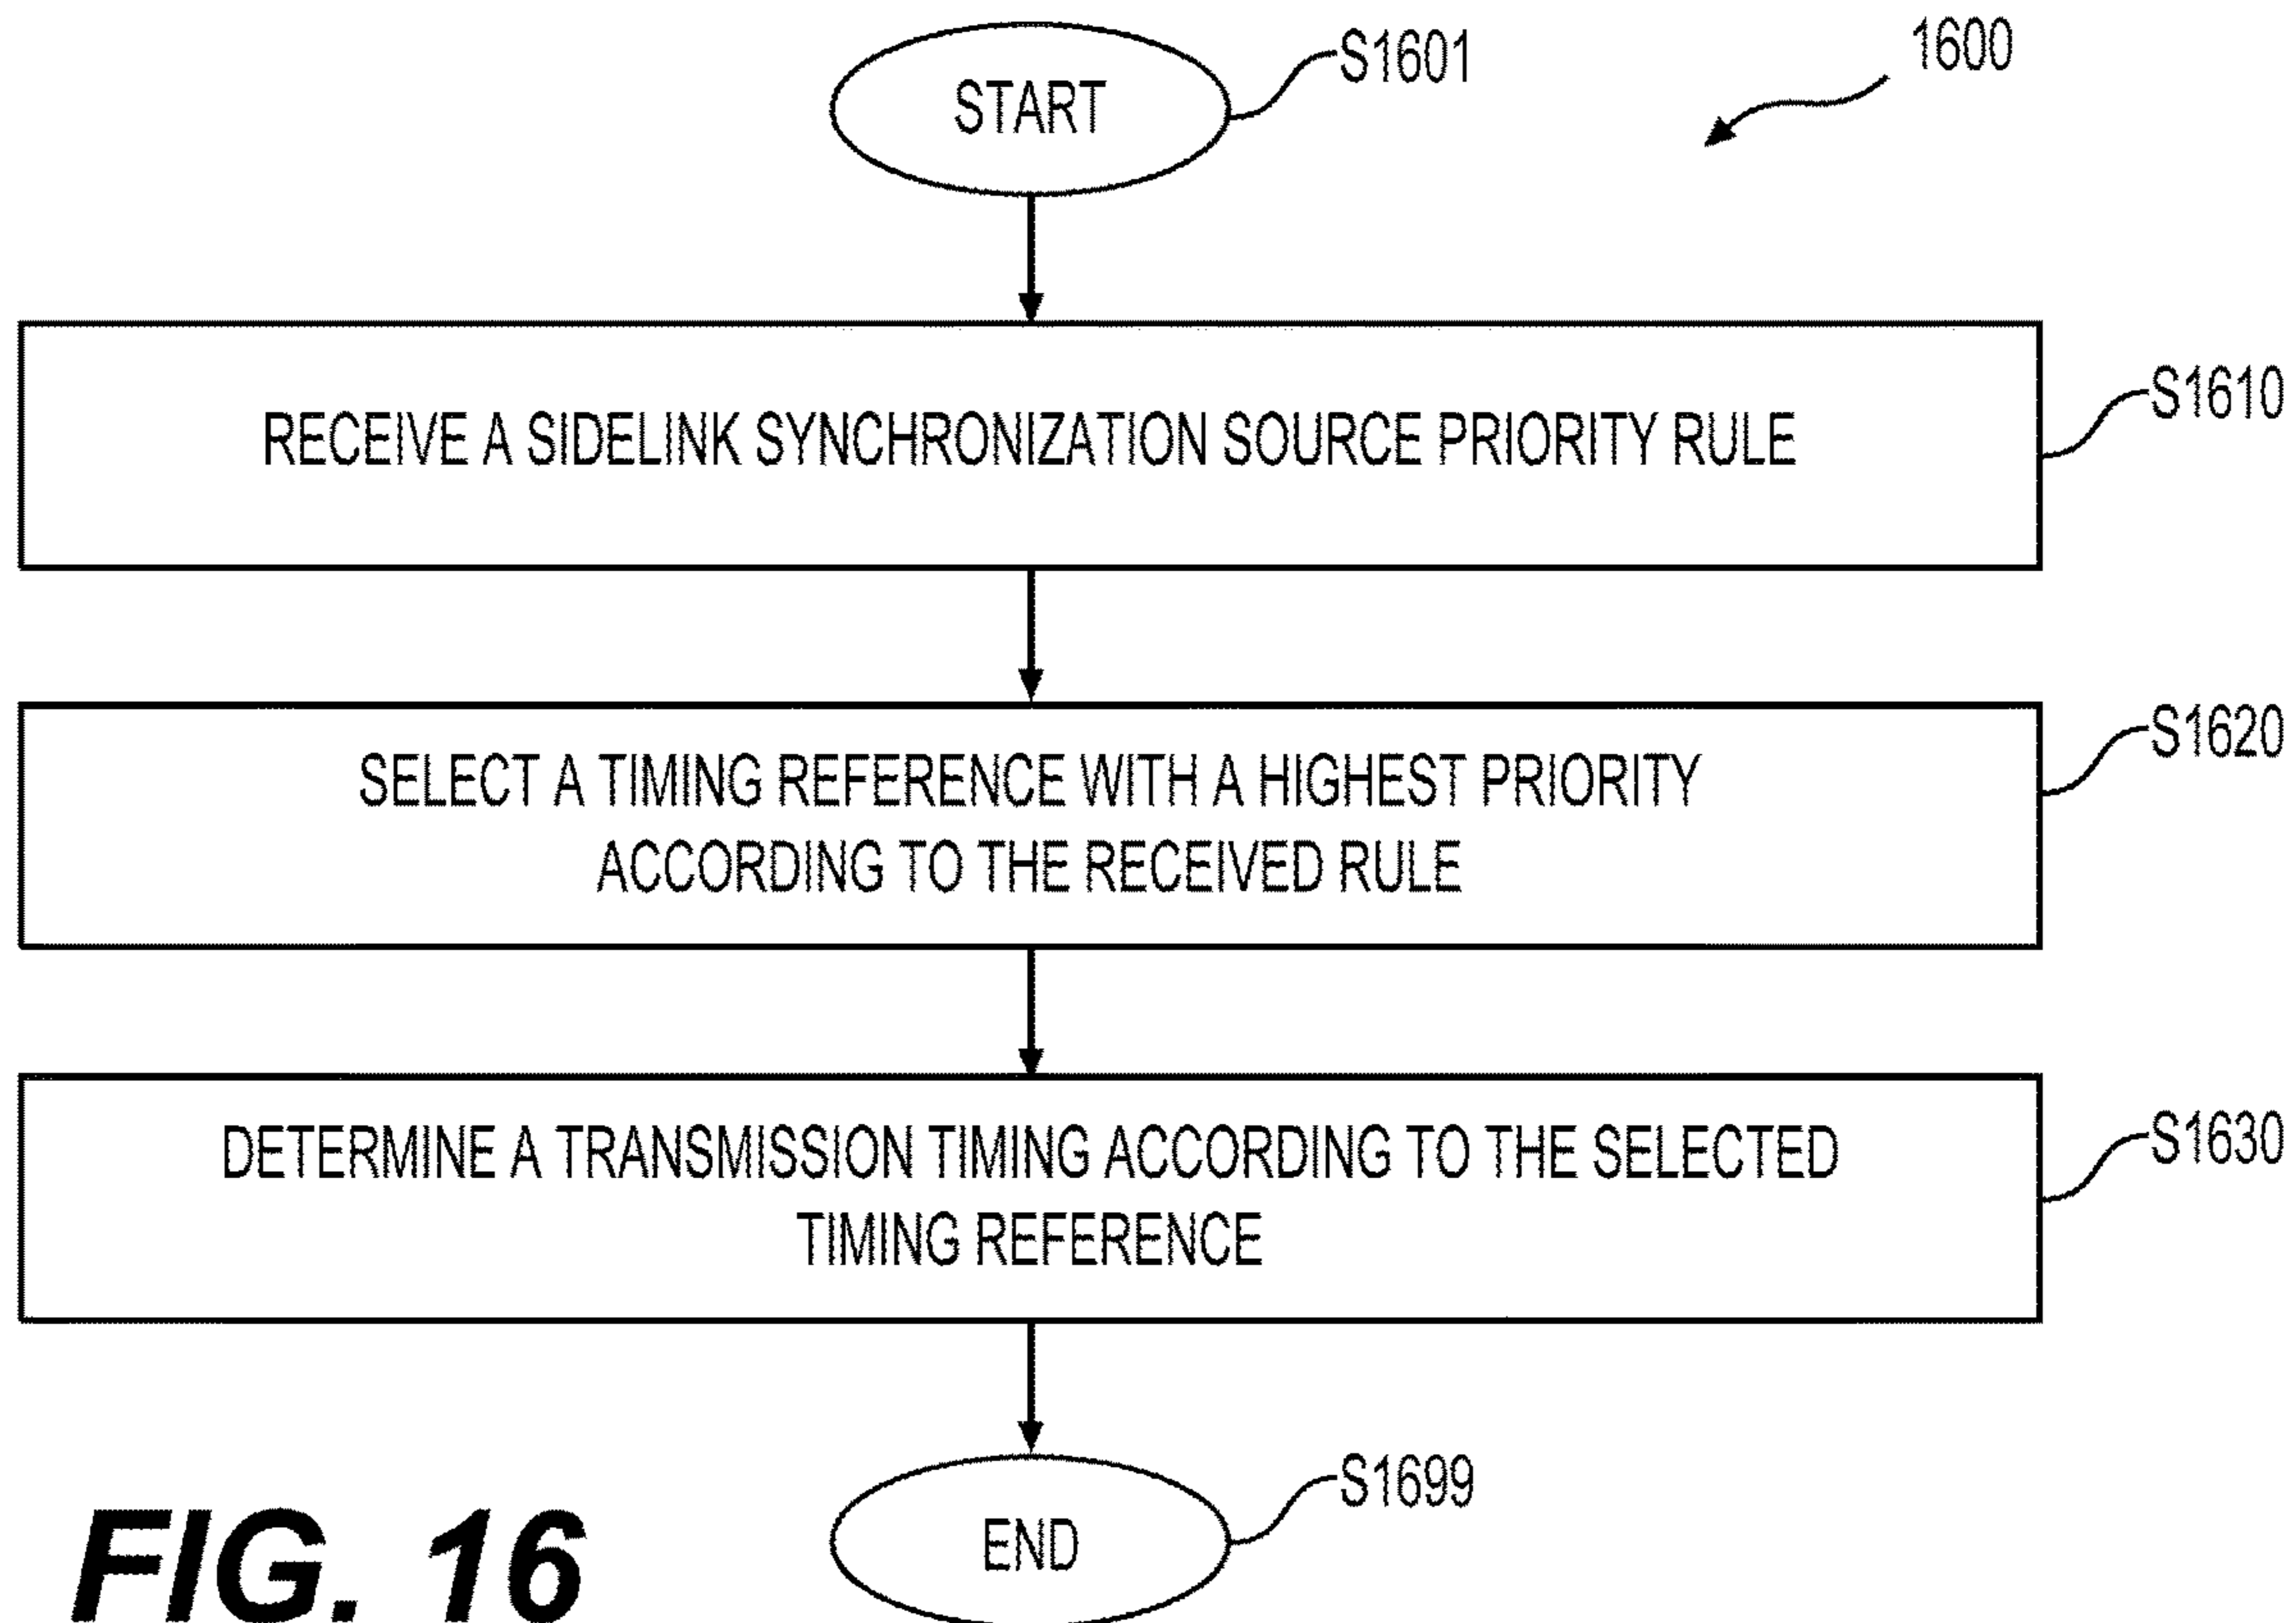 1600
START
S1601
RECEIVE A SIDELINK SYNCHRONIZATION SOURCE PRIORITY RULE
S1610
SELECT A TIMING REFERENCE WITH A HIGHEST PRIORITY
ACCORDING TO THE RECEIVED RULE
S1620
DETERMINE A TRANSMISSION TIMING ACCORDING TO THE SELECTED
TIMING REFERENCE
S1630
END
S1699
FIG. 16